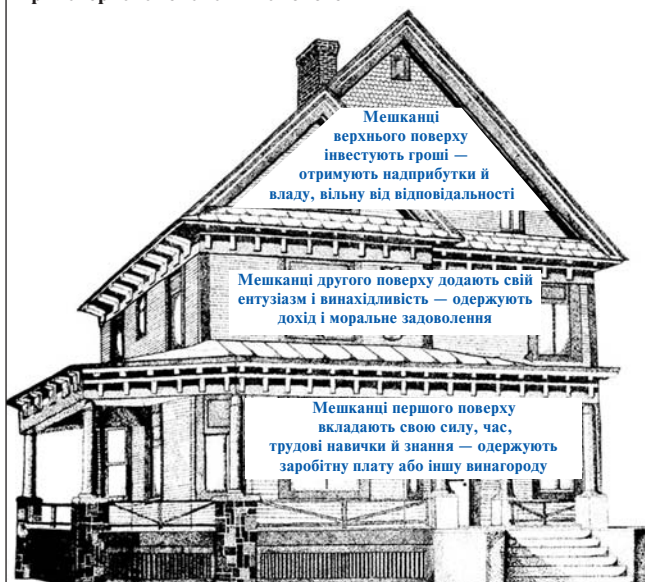 Мешканці
верхнього поверху
інвестують гроші —
отримують надприбутки й
владу, вільну від відповідальності
Мешканці другого поверху додають свій
ентузіазм і винахідливість — одержують
дохід і моральне задоволення
Мешканці першого поверху
вкладають свою силу, час,
трудові навички й знання — одержують
заробітну плату або іншу винагороду